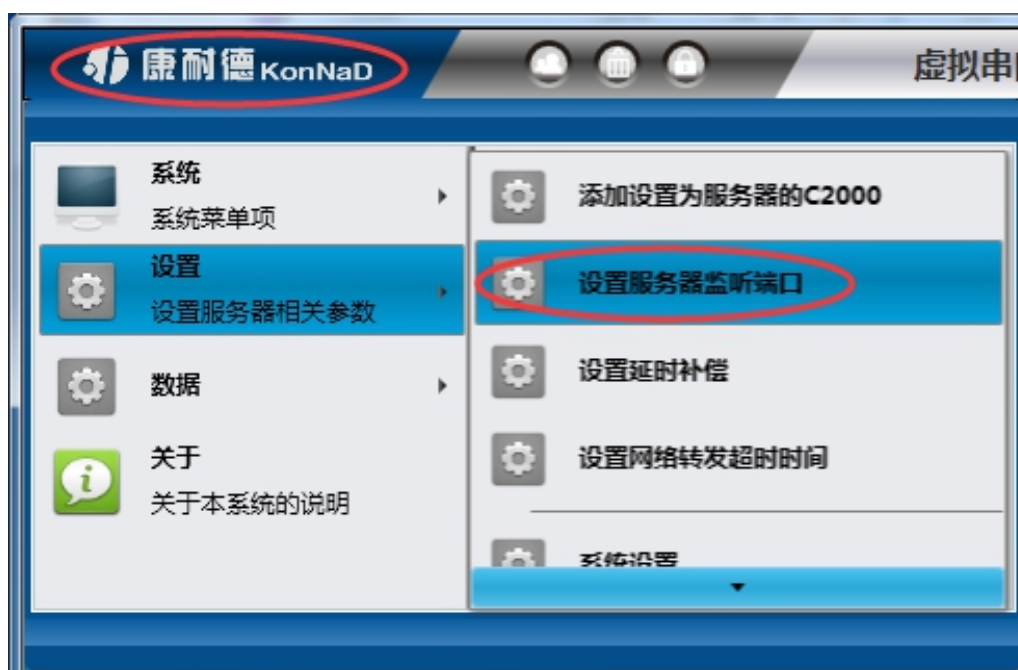 康耐德 KonNaD
虚拟串
系统
系统菜单项
设置
设置服务器相关参数
数据
关于
关于本系统的说明
添加设置为服务器的C2000
设置服务器监听端口
设置延时补偿
设置网络转发超时时间
系统设置